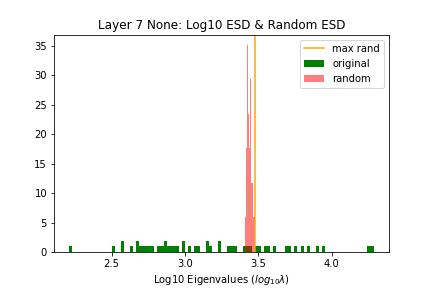 Layer 7 None: Log10 ESD & Random ESD
max rand
original
random
35
30
25
20
15
10
5
0
2.5 3.0 3.5 4.0
Log10 Eigenvalues (log₁₀λ)